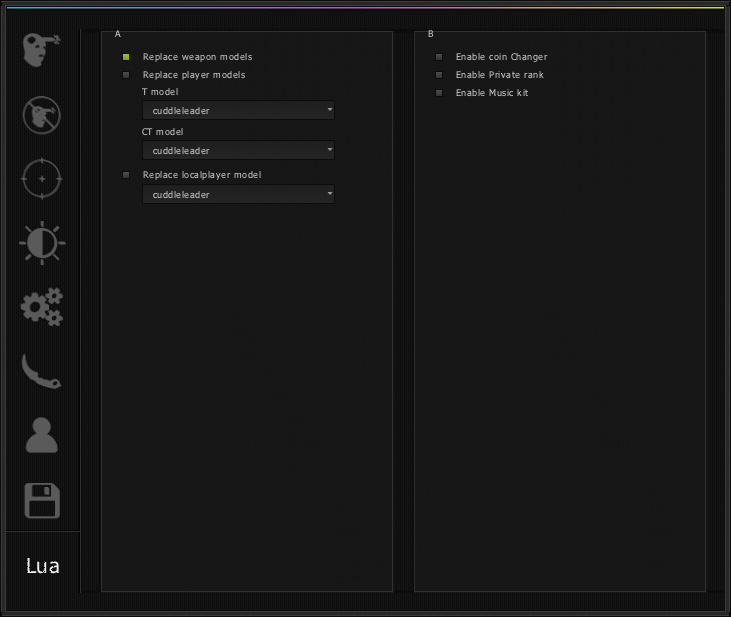 A
Replace weapon models
Replace player models
T model
cuddleleader
CT model
cuddleleader
Replace localplayer model
cuddleleader
B
Enable coin Changer
Enable Private rank
Enable Music kit
Lua